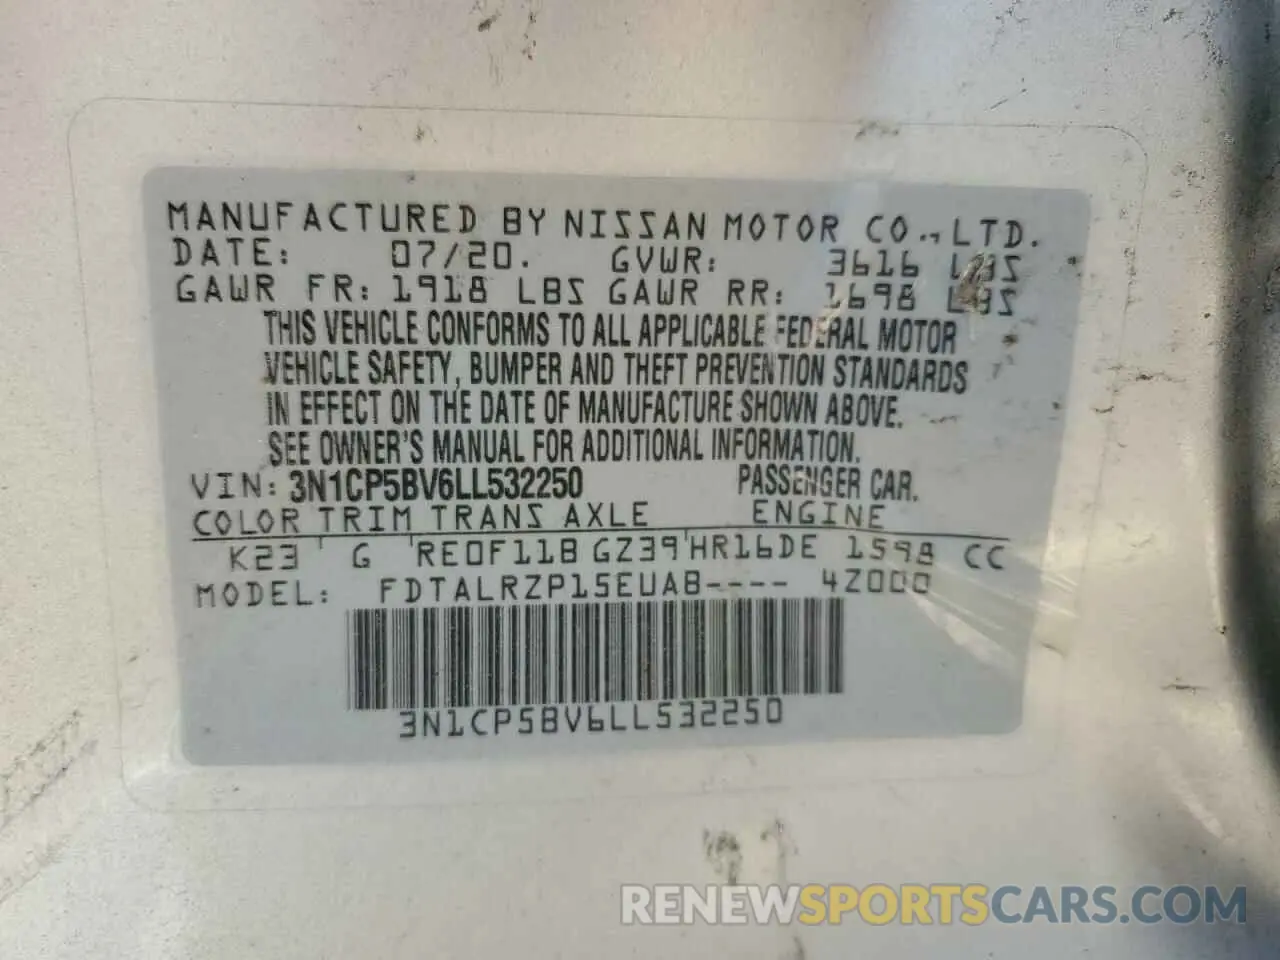 MANUFACTURED BY NISSAN MOTOR CO., LTD.
DATE: 07/20. GVWR: 3616 LBS
GAWR FR: 1918 LBS GAWR RR: 1698 LBS
THIS VEHICLE CONFORMS TO ALL APPLICABLE FEDERAL MOTOR
VEHICLE SAFETY, BUMPER AND THEFT PREVENTION STANDARDS
IN EFFECT ON THE DATE OF MANUFACTURE SHOWN ABOVE.
SEE OWNER'S MANUAL FOR ADDITIONAL INFORMATION.
VIN: 3N1CP5BV6LL532250 PASSENGER CAR.
COLOR TRIM TRANS AXLE ENGINE
K23 G RE0F11B GZ39 HR16DE 1598 CC
MODEL: FDTALRZP15EUAB---- 4Z000
3N1CP5BV6LL532250
RENEWSPORTSCARS.COM